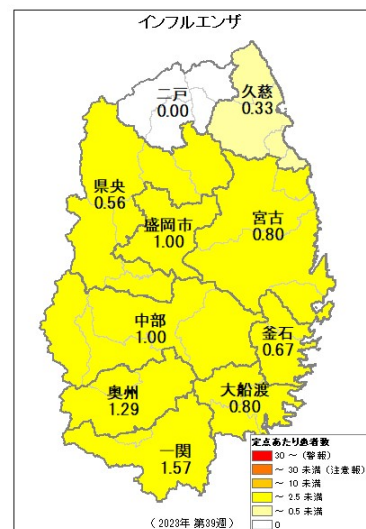 インフルエンザ
二戸
0.00
久慈
0.33
県央
0.56
盛岡市
1.00
宮古
0.80
中部
1.00
釜石
0.67
奥州
1.29
大船渡
0.80
一関
1.57
定点あたり患者数
30 ~ (警報)
~ 30 未満 (注意報)
~ 10 未満
~ 2.5 未満
~ 0.5 未満
0
(2023年 第39週)